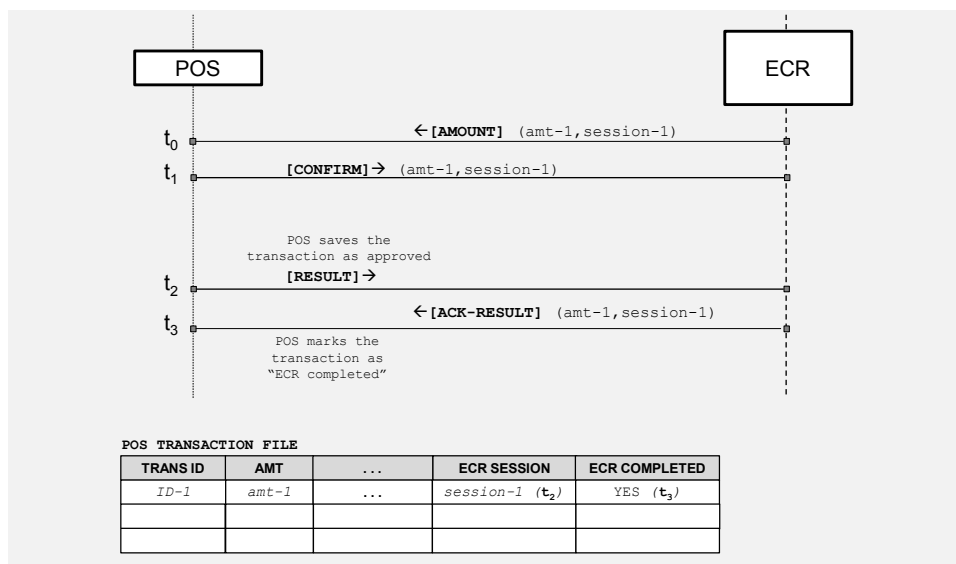 POS ECR
t0 ←[AMOUNT] (amt-1,session-1)
t1 [CONFIRM]→ (amt-1,session-1)
POS saves the
transaction as approved
t2 [RESULT]→
t3 ←[ACK-RESULT] (amt-1,session-1)
POS marks the
transaction as
“ECR completed”
POS TRANSACTION FILE
TRANS ID AMT ... ECR SESSION ECR COMPLETED
ID-1 amt-1 ... session-1 (t2) YES (t3)